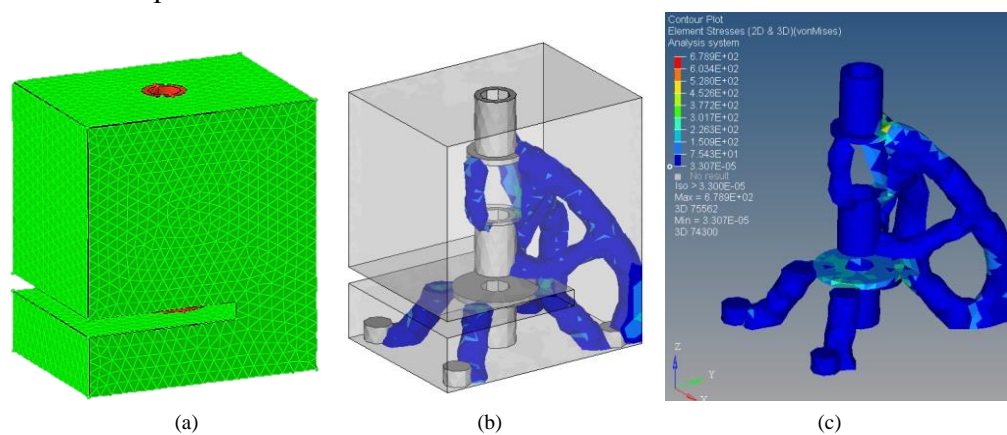 Contour Plot
Element Stresses (2D & 3D)(vonMises)
Analysis system
6.789E+02
6.034E+02
5.280E+02
4.526E+02
3.772E+02
3.017E+02
2.263E+02
1.509E+02
7.543E+01
3.307E-05
No result
Iso > 3.300E-05
Max = 6.789E+02
3D 75562
Min = 3.307E-05
3D 74300
Z
Y
X
(a)
(b)
(c)